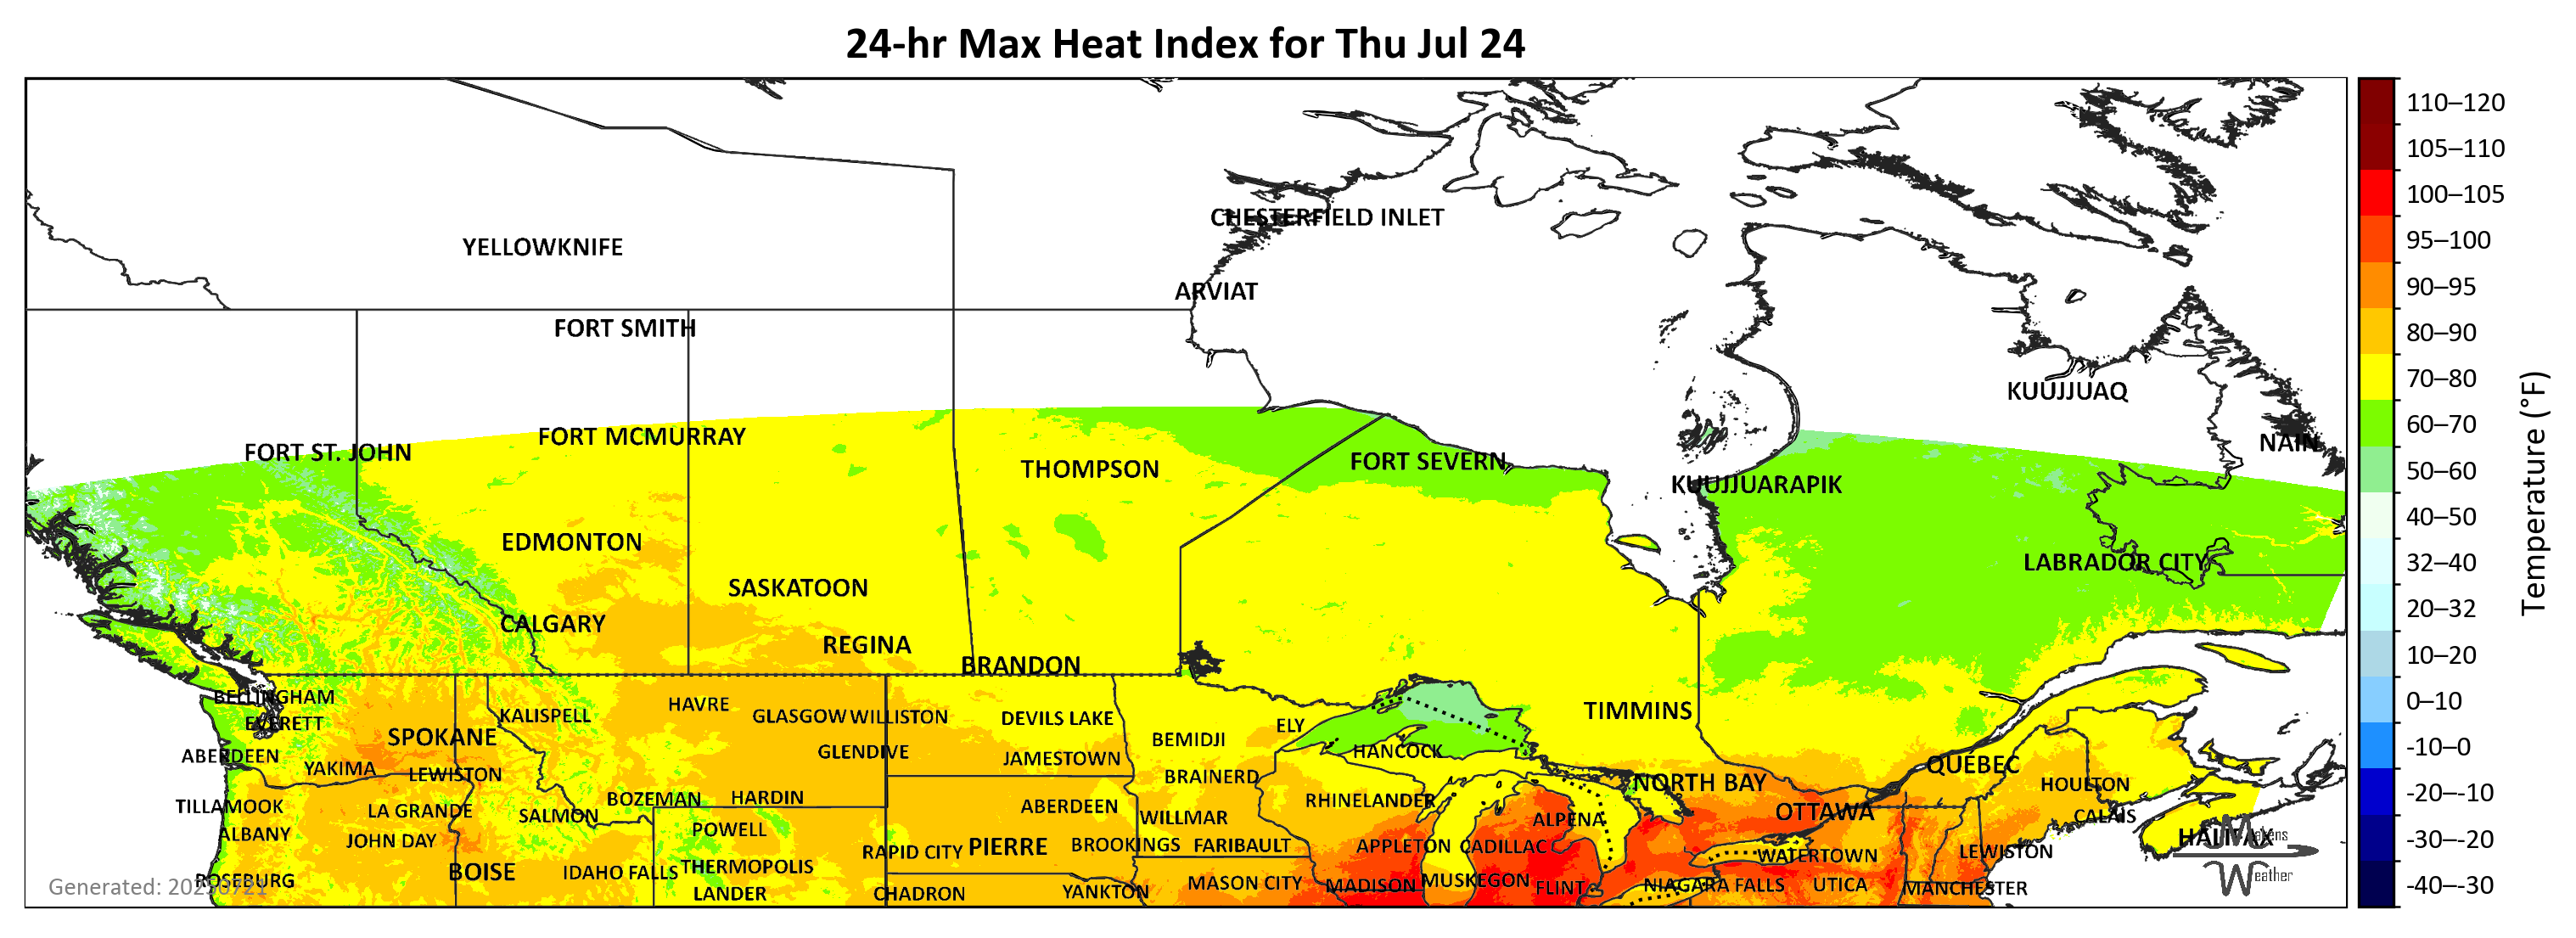 24-hr Max Heat Index for Thu Jul 24
110–120
105–110
100–105
95–100
90–95
80–90
70–80
60–70
50–60
40–50
32–40
20–32
10–20
0–10
-10–0
-20–-10
-30–-20
-40–-30
Temperature (°F)
CHESTERFIELD INLET
YELLOWKNIFE
ARVIAT
FORT SMITH
KUUJJUAQ
FORT MCMURRAY
NAIN
FORT ST. JOHN
FORT SEVERN
THOMPSON
KUUJJUARAPIK
EDMONTON
LABRADOR CITY
SASKATOON
CALGARY
REGINA
BRANDON
BELLINGHAM
HAVRE
TIMMINS
KALISPELL
GLASGOW
WILLISTON
DEVILS LAKE
EVERETT
ELY
SPOKANE
BEMIDJI
GLENDIVE
HANCOCK
ABERDEEN
JAMESTOWN
QUÉBEC
YAKIMA
LEWISTON
BRAINERD
NORTH BAY
HOULTON
BOZEMAN
HARDIN
RHINELANDER
TILLAMOOK
LA GRANDE
SALMON
ABERDEEN
WILLMAR
ALPENA
OTTAWA
CALAIS
ALBANY
POWELL
JOHN DAY
HALIFAX
RAPID CITY
PIERRE
BROOKINGS
FARIBAULT
APPLETON
CADILLAC
WATERTOWN
LEWISTON
BOISE
IDAHO FALLS
THERMOPOLIS
ROSEBURG
MASON CITY
MADISON
MUSKEGON
FLINT
NIAGARA FALLS
UTICA
MANCHESTER
LANDER
CHADRON
YANKTON
Generated: 20250721
Makens
Weather